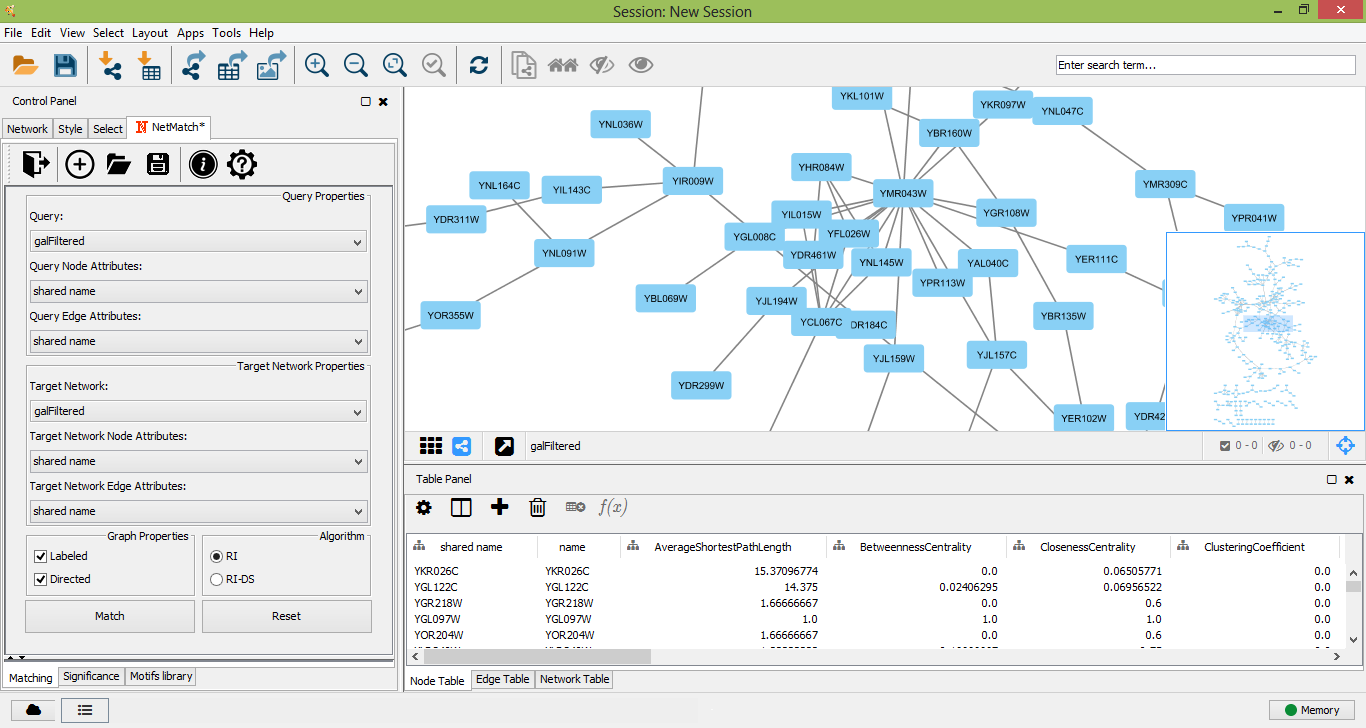 Session: New Session
File Edit View Select Layout Apps Tools Help
Enter search term...
Control Panel
Network Style Select NetMatch*
Query Properties
Query:
galFiltered
Query Node Attributes:
shared name
Query Edge Attributes:
shared name
Target Network Properties
Target Network:
galFiltered
Target Network Node Attributes:
shared name
Target Network Edge Attributes:
shared name
Graph Properties
Labeled
Directed
Algorithm
RI
RI-DS
Match Reset
Matching Significance Motifs library
YKL101W
YKR097W
YNL047C
YNL036W
YBR160W
YHR084W
YIR009W
YNL164C
YIL143C
YMR043W
YMR309C
YDR311W
YIL015W
YGR108W
YPR041W
YGL008C
YFL026W
YNL091W
YDR461W
YNL145W
YAL040C
YER111C
YPR113W
YBL069W
YJL194W
YOR355W
YCL067C
DR184C
YBR135W
YJL159W
YJL157C
YDR299W
YER102W
YDR42
galFiltered
0 - 0 0 - 0
Table Panel
f(x)
shared name name AverageShortestPathLength BetweennessCentrality ClosenessCentrality ClusteringCoefficient
YKR026C YKR026C 15.37096774 0.0 0.06505771 0.0
YGL122C YGL122C 14.375 0.02406295 0.06956522 0.0
YGR218W YGR218W 1.66666667 0.0 0.6 0.0
YGL097W YGL097W 1.0 1.0 1.0 0.0
YOR204W YOR204W 1.66666667 0.0 0.6 0.0
Node Table Edge Table Network Table
Memory